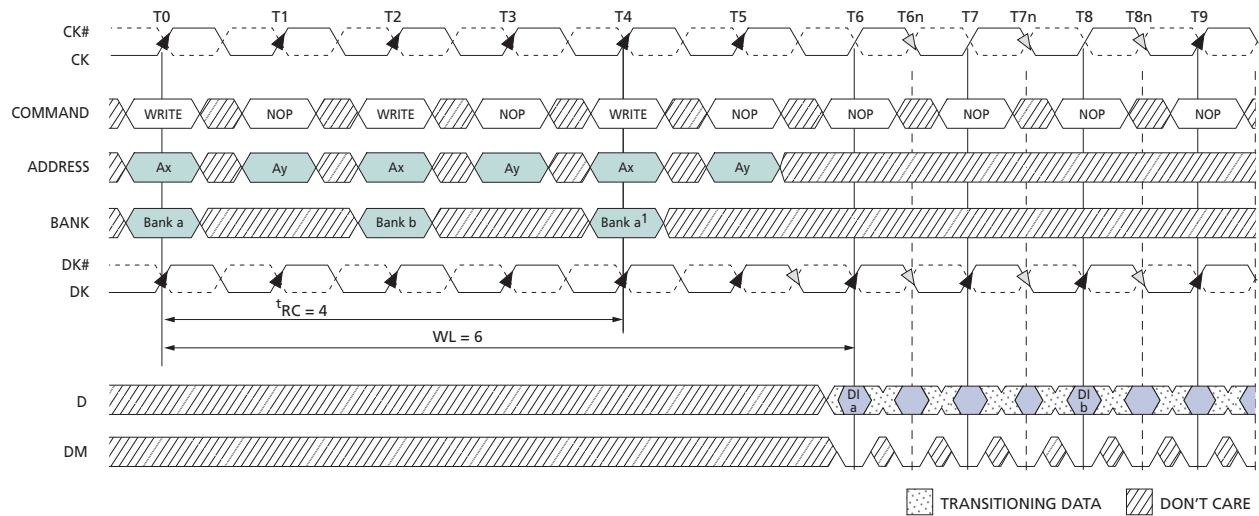 T0 T1 T2 T3 T4 T5 T6 T6n T7 T7n T8 T8n T9
CK#
CK
COMMAND WRITE NOP WRITE NOP WRITE NOP NOP NOP NOP NOP
ADDRESS Ax Ay Ax Ay Ax Ay
BANK Bank a Bank b Bank a1
DK#
DK
tRC = 4
WL = 6
D DI a DI b
DM
TRANSITIONING DATA DON'T CARE